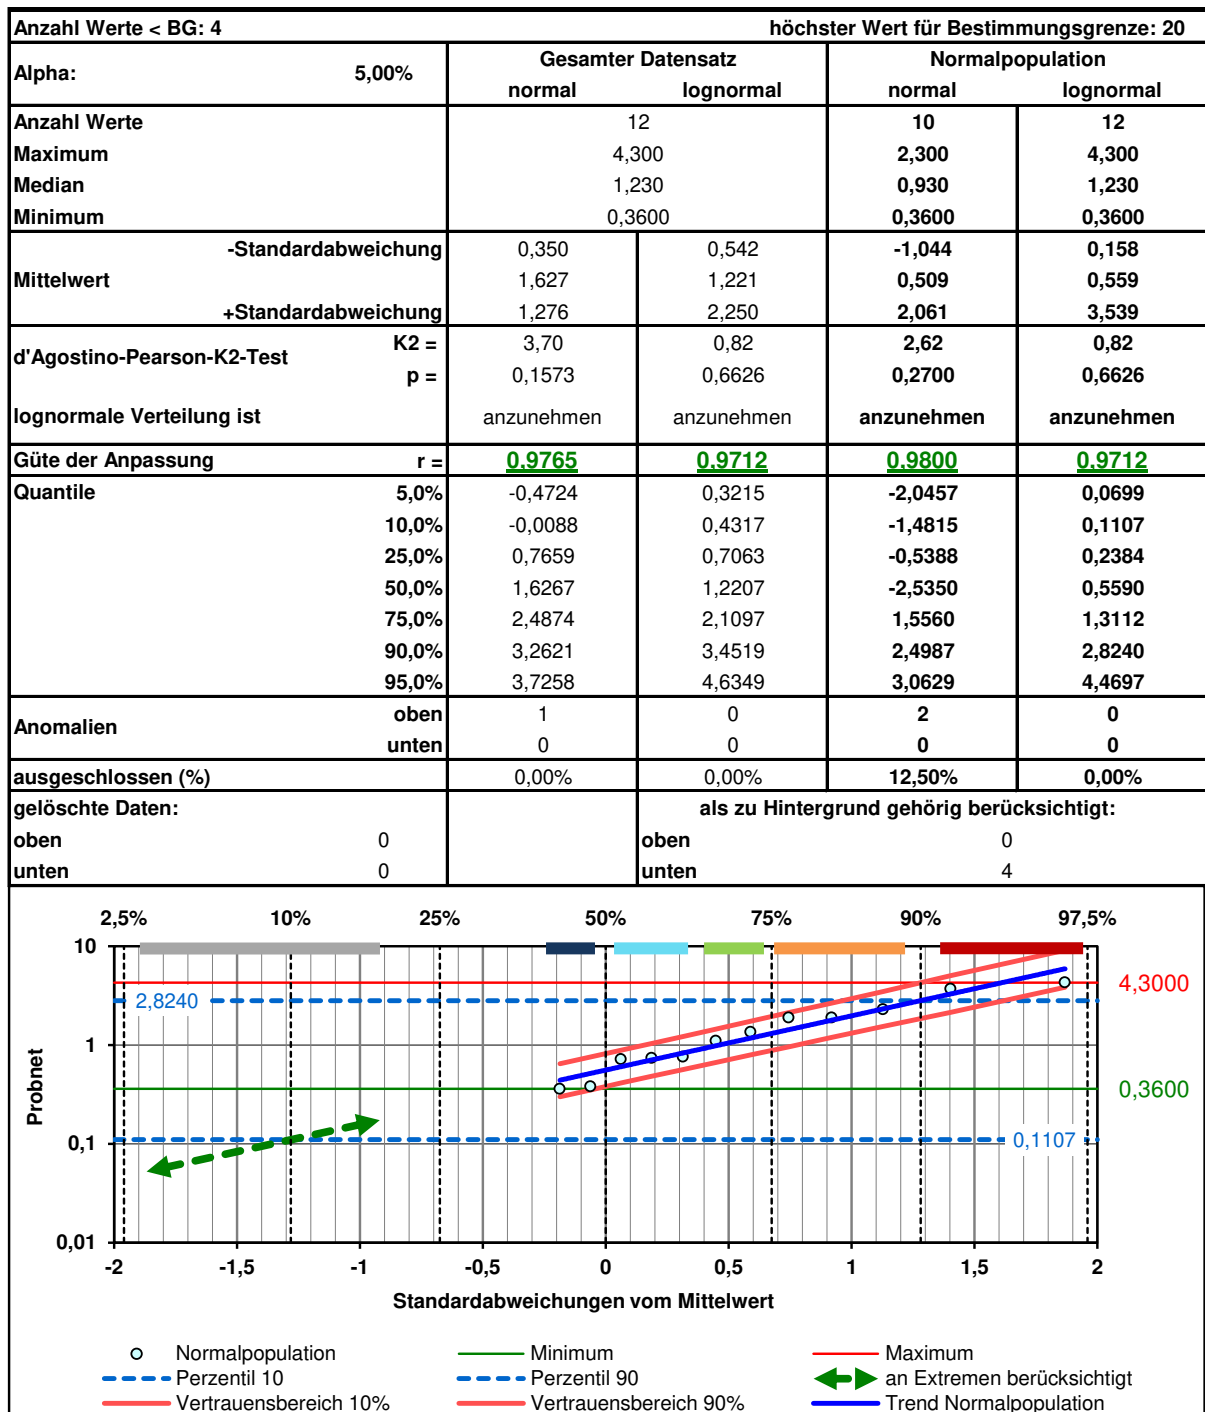 Anzahl Werte < BG: 4 höchster Wert für Bestimmungsgrenze: 20
Alpha: 5,00% Gesamter Datensatz Normalpopulation
normal lognormal normal lognormal
Anzahl Werte 12 10 12
Maximum 4,300 2,300 4,300
Median 1,230 0,930 1,230
Minimum 0,3600 0,3600 0,3600
-Standardabweichung 0,350 0,542 -1,044 0,158
Mittelwert 1,627 1,221 0,509 0,559
+Standardabweichung 1,276 2,250 2,061 3,539
d'Agostino-Pearson-K2-Test K2 = 3,70 0,82 2,62 0,82
p = 0,1573 0,6626 0,2700 0,6626
lognormale Verteilung ist anzunehmen anzunehmen anzunehmen anzunehmen
Güte der Anpassung r = 0,9765 0,9712 0,9800 0,9712
Quantile 5,0% -0,4724 0,3215 -2,0457 0,0699
10,0% -0,0088 0,4317 -1,4815 0,1107
25,0% 0,7659 0,7063 -0,5388 0,2384
50,0% 1,6267 1,2207 -2,5350 0,5590
75,0% 2,4874 2,1097 1,5560 1,3112
90,0% 3,2621 3,4519 2,4987 2,8240
95,0% 3,7258 4,6349 3,0629 4,4697
Anomalien oben 1 0 2 0
unten 0 0 0 0
ausgeschlossen (%) 0,00% 0,00% 12,50% 0,00%
gelöschte Daten: als zu Hintergrund gehörig berücksichtigt:
oben 0 oben 0
unten 0 unten 4
2,5% 10% 25% 50% 75% 90% 97,5%
10
4,3000
2,8240
1
0,3600
0,1
0,1107
0,01
Probnet
-2 -1,5 -1 -0,5 0 0,5 1 1,5 2
Standardabweichungen vom Mittelwert
Normalpopulation Minimum Maximum
Perzentil 10 Perzentil 90 an Extremen berücksichtigt
Vertrauensbereich 10% Vertrauensbereich 90% Trend Normalpopulation